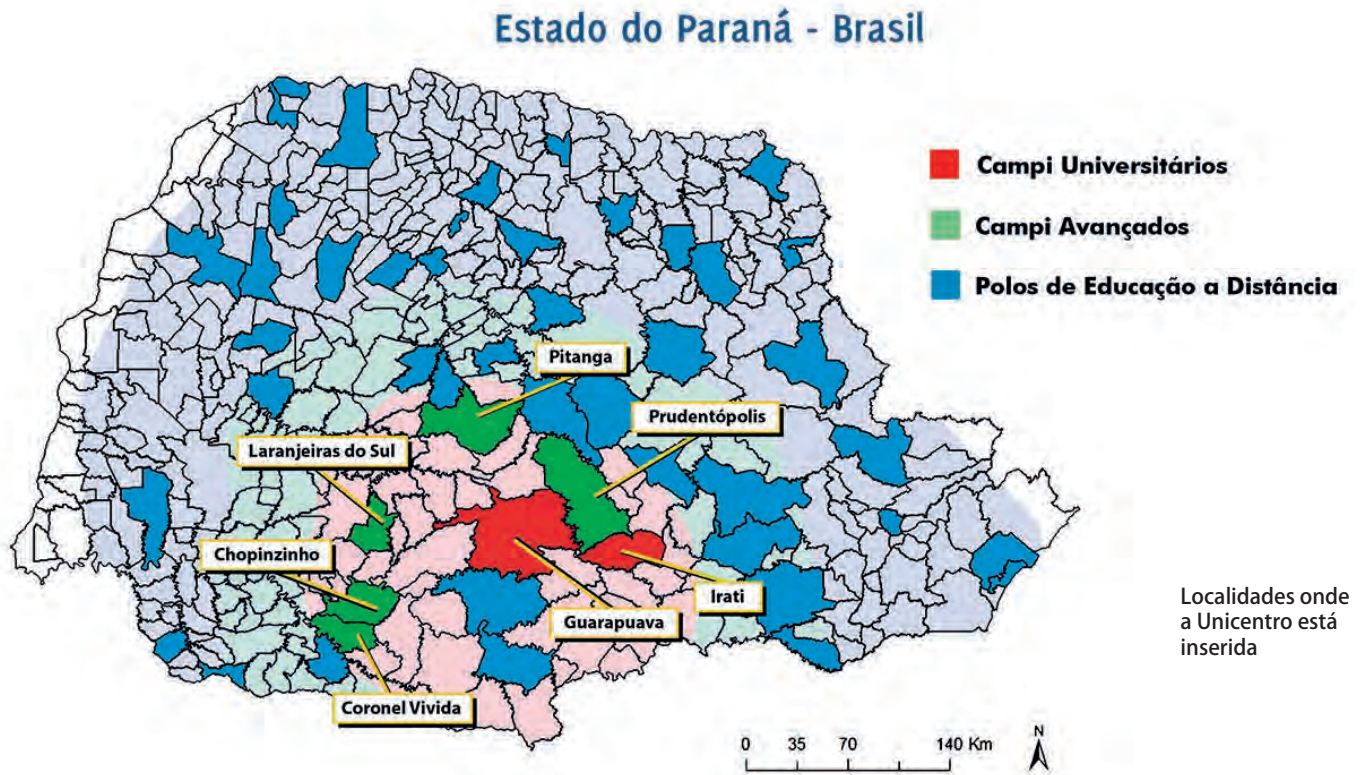 Estado do Paraná - Brasil
Campi Universitários
Campi Avançados
Polos de Educação a Distância
Pitanga
Prudentópolis
Laranjeiras do Sul
Chopinzinho
Irati
Guarapuava
Coronel Vivida
Localidades onde
a Unicentro está
inserida
0 35 70 140 Km
N